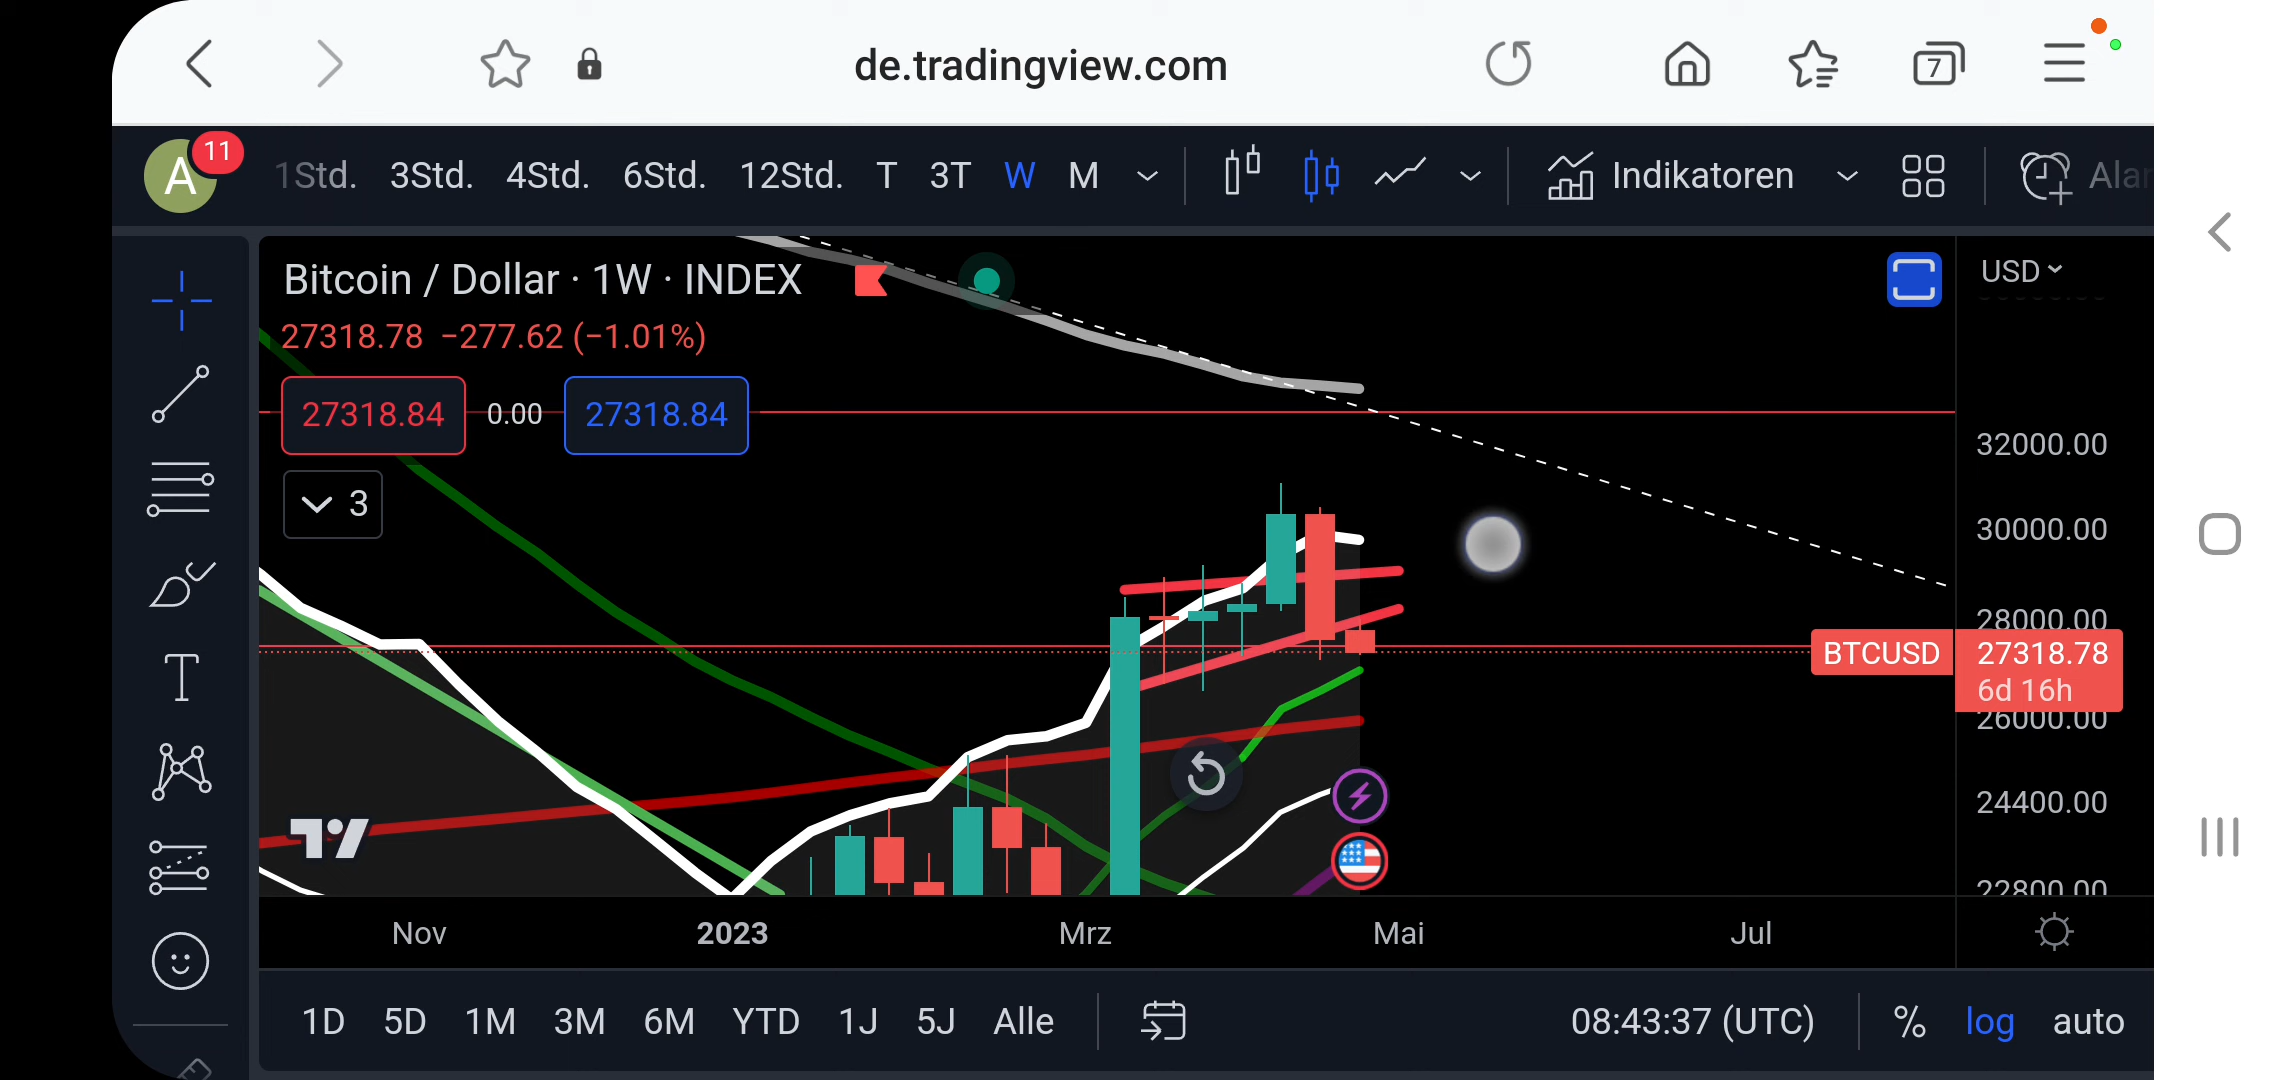 de.tradingview.com
7
A
11
1Std. 3Std. 4Std. 6Std. 12Std. T 3T W M
Indikatoren
Alar
Bitcoin / Dollar · 1W · INDEX
USD
27318.78 −277.62 (−1.01%)
27318.84 0.00 27318.84
3
32000.00
30000.00
28000.00
BTCUSD 27318.78
6d 16h
26000.00
24400.00
22800.00
Nov 2023 Mrz Mai Jul
1D 5D 1M 3M 6M YTD 1J 5J Alle
08:43:37 (UTC) % log auto